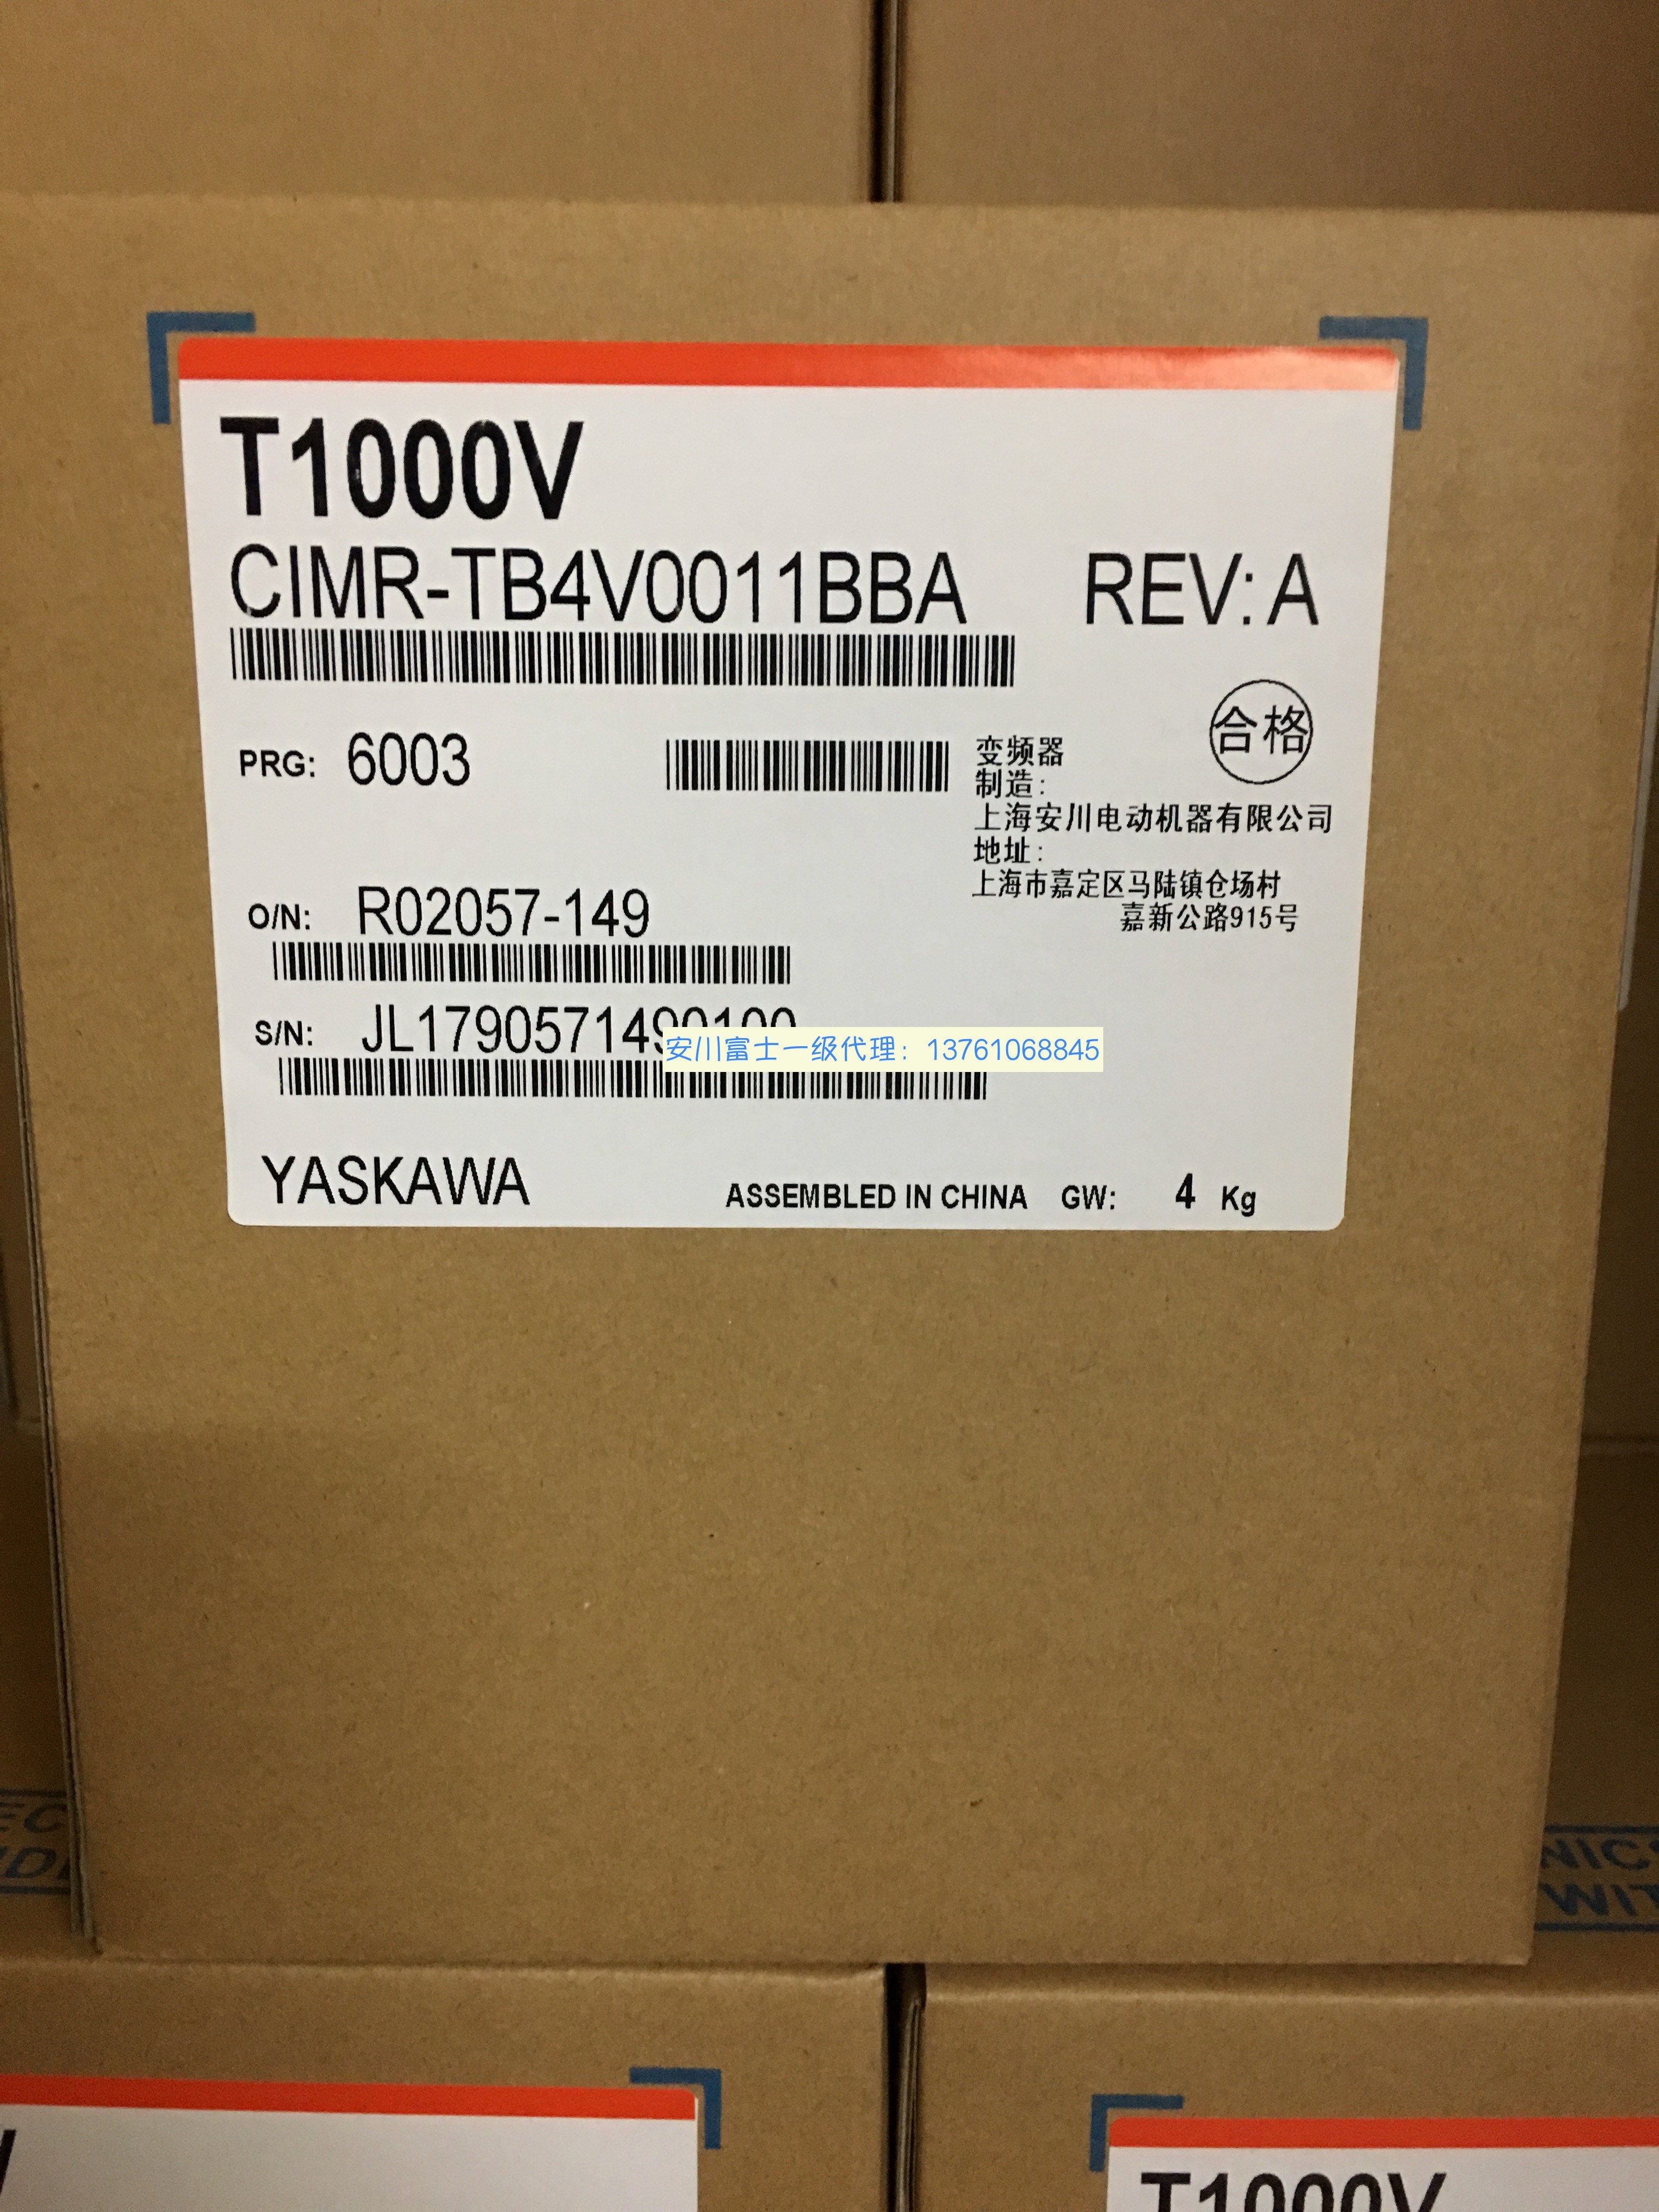 T1000V
CIMR-TB4V0011BBA REV: A
合格
PRG: 6003
变频器
制造:
上海安川电动机器有限公司
地址:
上海市嘉定区马陆镇仓场村
嘉新公路915号
O/N: R02057-149
S/N: JL1790571490100
安川富士一级代理：13761068845
YASKAWA ASSEMBLED IN CHINA GW: 4 Kg
T1000V